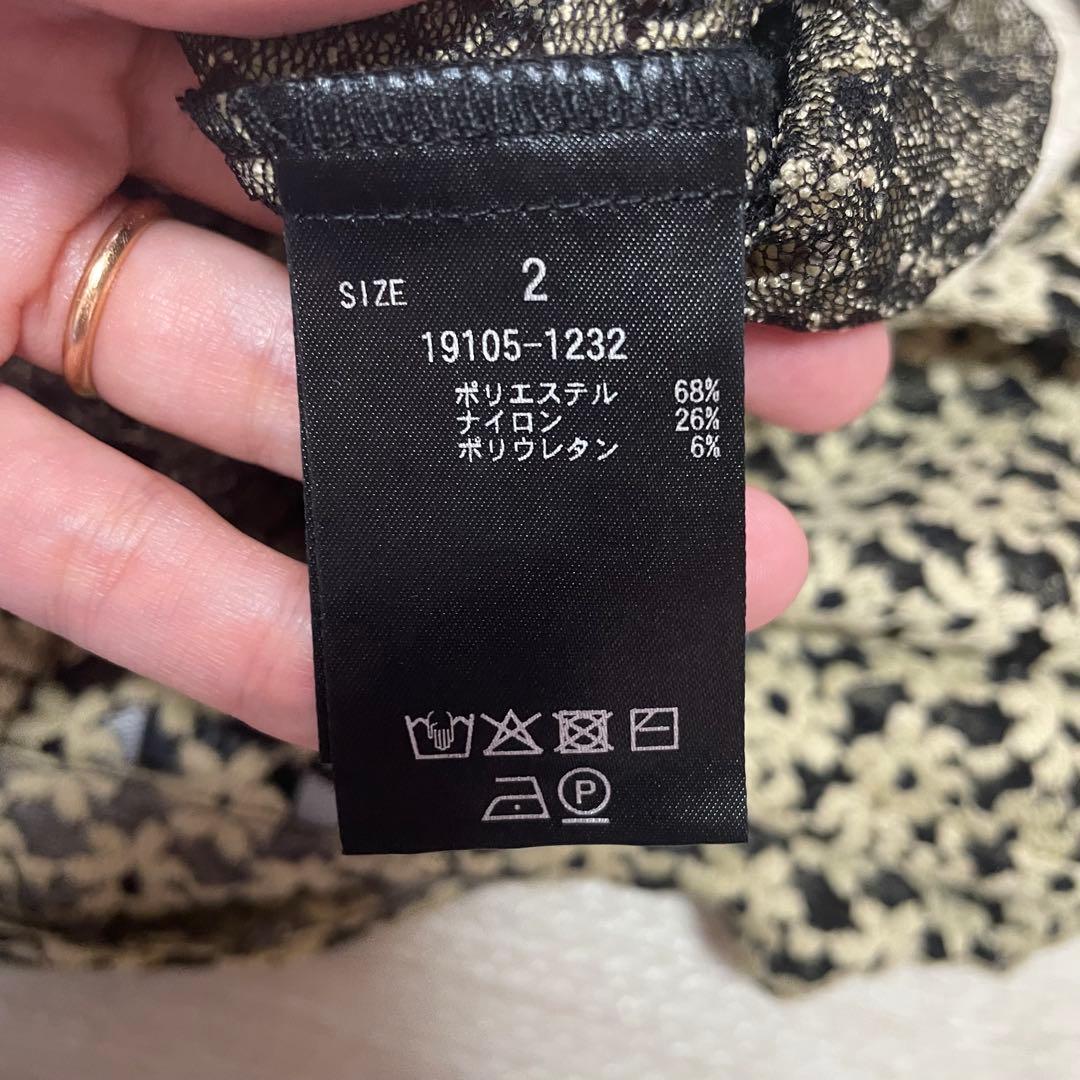 SIZE 2
19105-1232
ポリエステル 68%
ナイロン 26%
ポリウレタン 6%
P